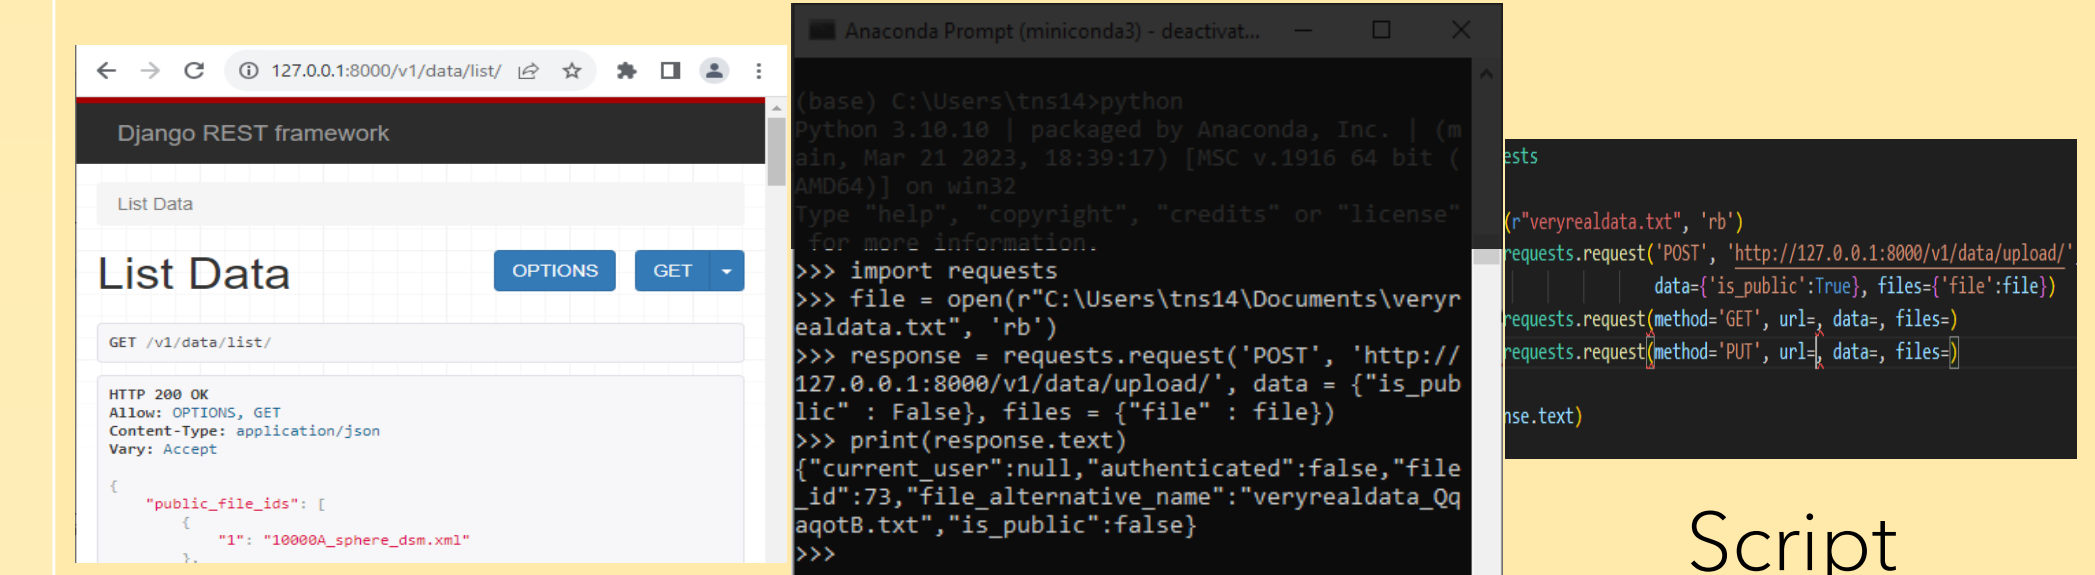 127.0.0.1:8000/v1/data/list/
Django REST framework
List Data
List Data
OPTIONS
GET
GET /v1/data/list/
HTTP 200 OK
Allow: OPTIONS, GET
Content-Type: application/json
Vary: Accept
{
"public_file_ids": [
{
"1": "10000A_sphere_dsm.xml"
},
Anaconda Prompt (miniconda3) - deactivat...
(base) C:\Users\tns14>python
Python 3.10.10 | packaged by Anaconda, Inc. | (m
ain, Mar 21 2023, 18:39:17) [MSC v.1916 64 bit (
AMD64)] on win32
Type "help", "copyright", "credits" or "license"
for more information.
>>> import requests
>>> file = open(r"C:\Users\tns14\Documents\veryr
ealdata.txt", 'rb')
>>> response = requests.request('POST', 'http://
127.0.0.1:8000/v1/data/upload/', data = {"is_pub
lic" : False}, files = {"file" : file})
>>> print(response.text)
{"current_user":null,"authenticated":false,"file
_id":73,"file_alternative_name":"veryrealdata_Qq
aqotB.txt","is_public":false}
>>>
ests
(r"veryrealdata.txt", 'rb')
requests.request('POST', 'http://127.0.0.1:8000/v1/data/upload/',
data={'is_public':True}, files={'file':file})
requests.request(method='GET', url=, data=, files=)
requests.request(method='PUT', url=, data=, files=)
nse.text)
Script